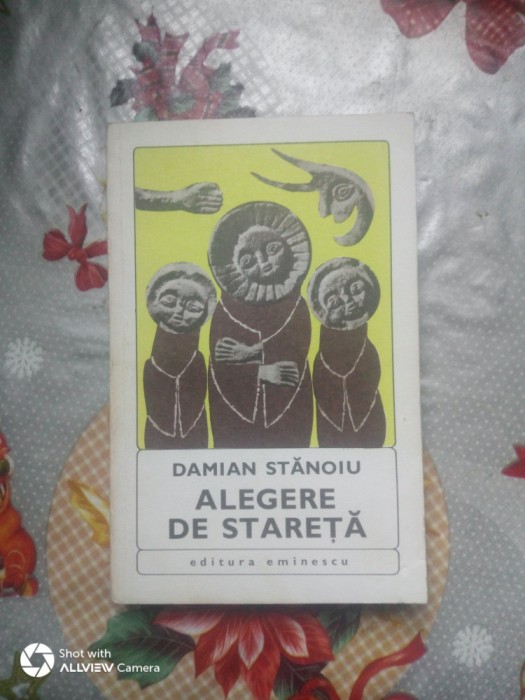 DAMIAN STĂNOIU
ALEGERE
DE STAREȚĂ
editura eminescu
Shot with
ALLVIEW Camera